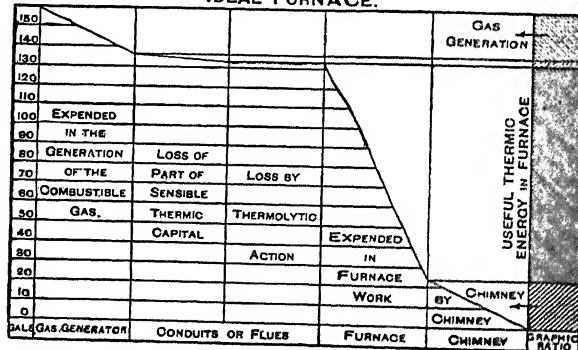 IDEAL FURNACE.
150
140
130
120
110
100
90
80
70
60
50
40
30
20
10
0
GALS
EXPENDED
IN THE
GENERATION
OF THE
COMBUSTIBLE
GAS.
LOSS OF
PART OF
SENSIBLE
THERMIC
CAPITAL
LOSS BY
THERMOLYTIC
ACTION
EXPENDED
IN
FURNACE
WORK
BY
CHIMNEY
GAS
GENERATION
USEFUL THERMIC
ENERGY IN FURNACE
CHIMNEY
GAS.GENERATOR
CONDUITS OR FLUES
FURNACE
CHIMNEY
GRAPHIC
RATIO